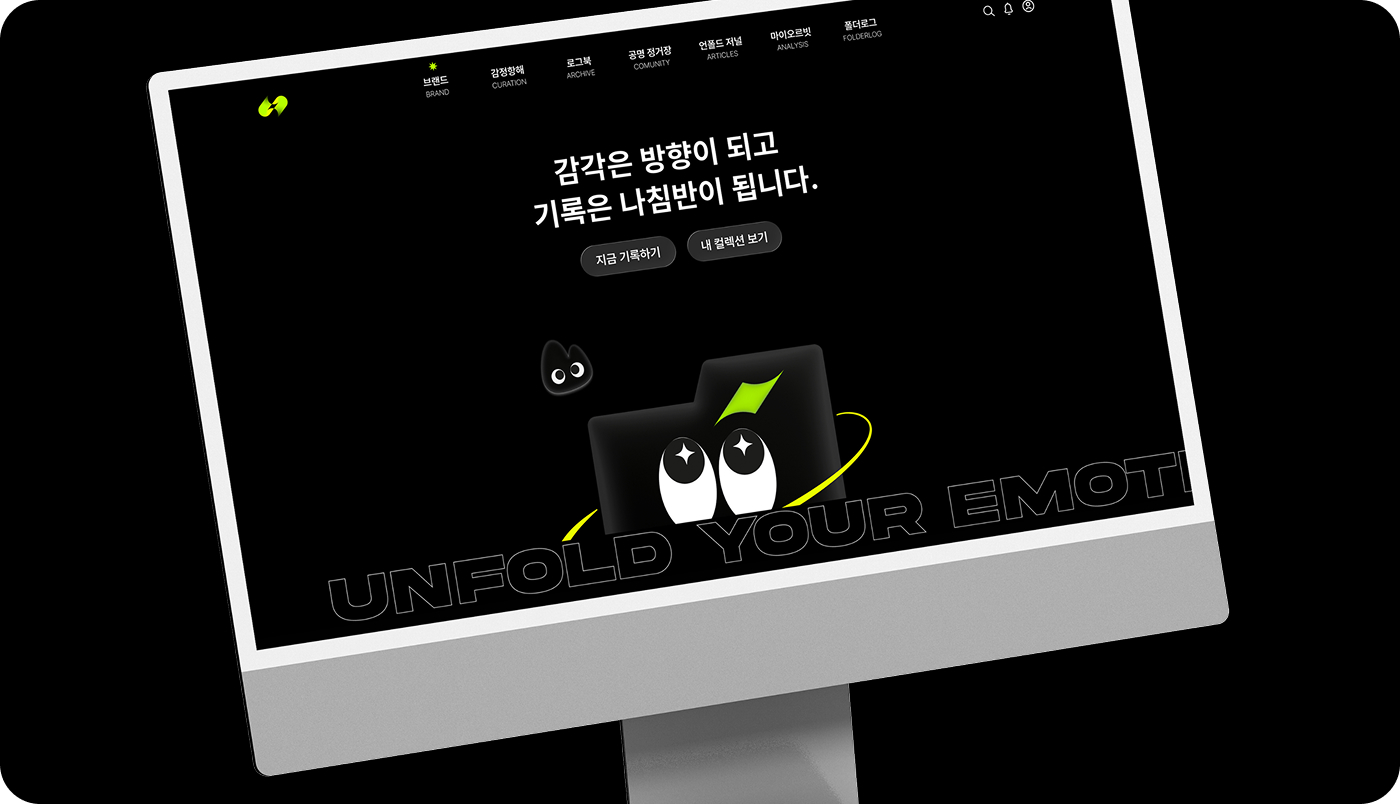 브랜드
BRAND
감정항해
CURATION
로그북
ARCHIVE
공명 정거장
COMUNITY
언폴드 저널
ARTICLES
마이오르빗
ANALYSIS
폴더로그
FOLDERLOG
감각은 방향이 되고
기록은 나침반이 됩니다.
지금 기록하기
내 컬렉션 보기
UNFOLD YOUR EMOTI